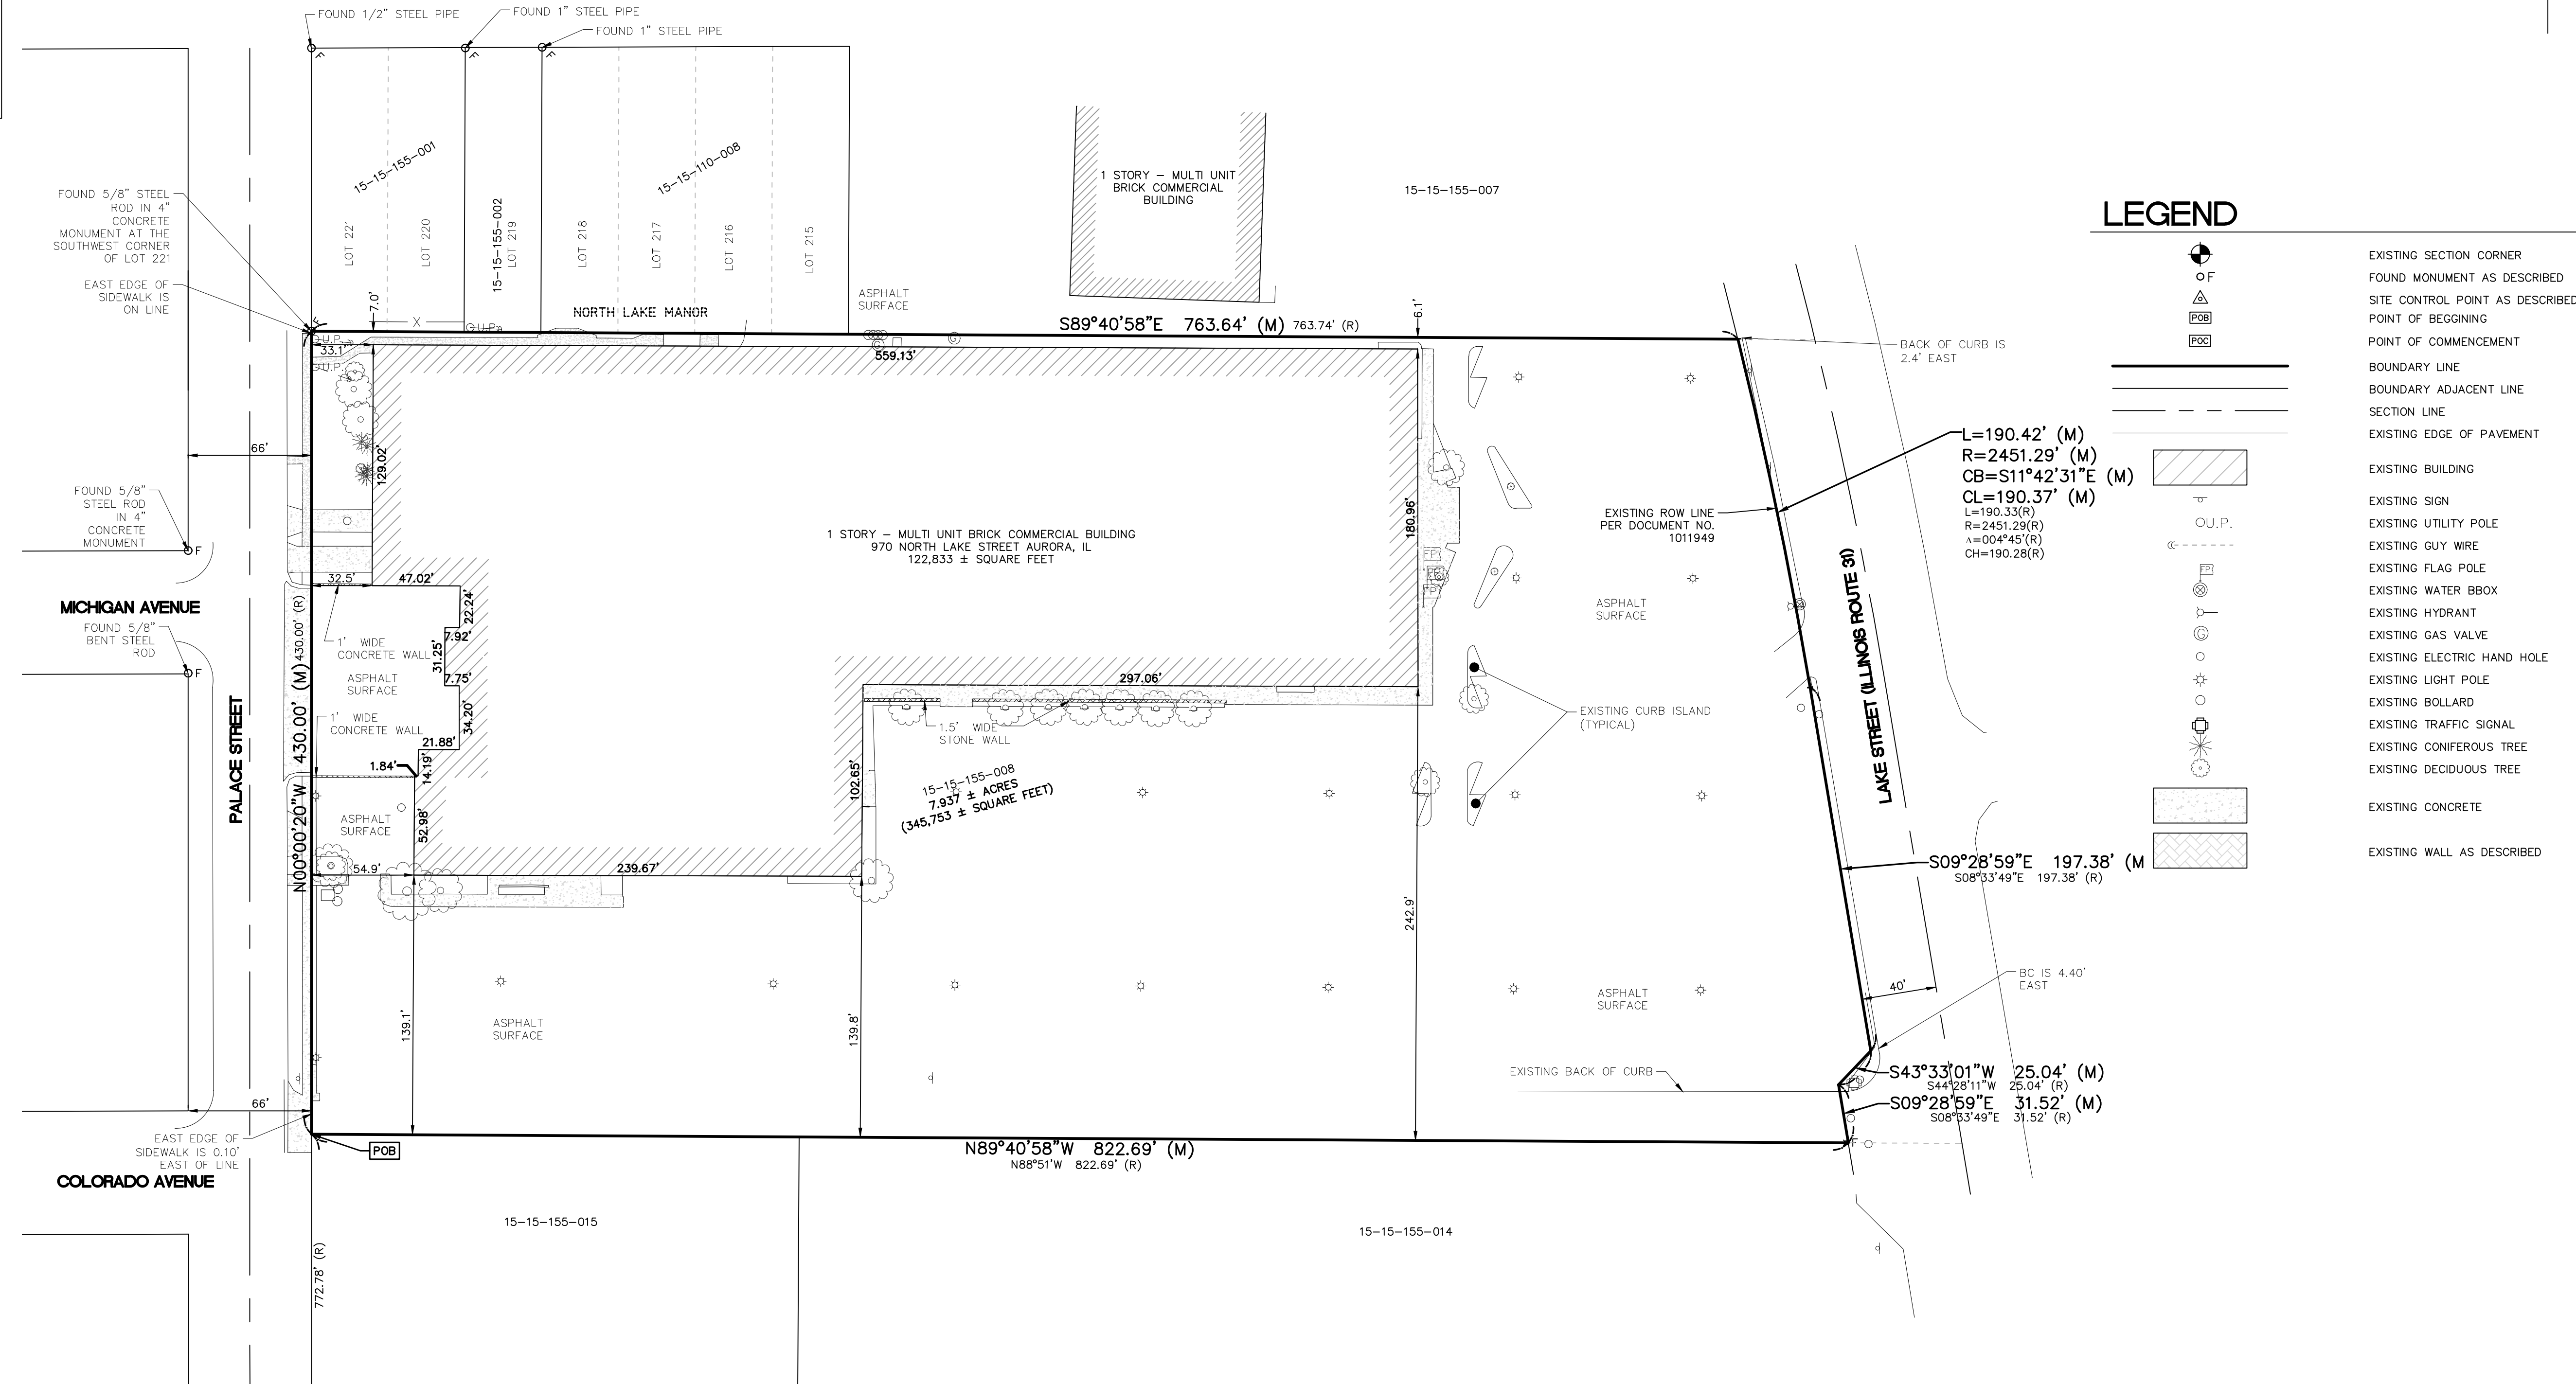 FOUND 1/2" STEEL PIPE
FOUND 1" STEEL PIPE
FOUND 1" STEEL PIPE
F
F
F
15-15-155-001
15-15-155-002
15-15-110-008
LOT 221
LOT 220
LOT 219
LOT 218
LOT 217
LOT 216
LOT 215
NORTH LAKE MANOR
7.0'
X
U.P.
FOUND 5/8" STEEL
ROD IN 4"
CONCRETE
MONUMENT AT THE
SOUTHWEST CORNER
OF LOT 221
EAST EDGE OF
SIDEWALK IS
ON LINE
F
1 STORY - MULTI UNIT
BRICK COMMERCIAL
BUILDING
15-15-155-007
ASPHALT
SURFACE
G
G
S89°40'58"E 763.64' (M) 763.74' (R)
6.1'
559.13'
U.P.
33.1'
U.P.
129.02'
66'
FOUND 5/8"
STEEL ROD
IN 4"
CONCRETE
MONUMENT
F
MICHIGAN AVENUE
FOUND 5/8"
BENT STEEL
ROD
F
PALACE STREET
N00°00'20"W 430.00' (M) 430.00' (R)
32.5'
47.02'
22.24'
7.92'
31.25'
7.75'
34.20'
21.88'
1.84'
14.19'
52.98'
54.9'
1' WIDE
CONCRETE WALL
ASPHALT
SURFACE
1' WIDE
CONCRETE WALL
ASPHALT
SURFACE
1 STORY - MULTI UNIT BRICK COMMERCIAL BUILDING
970 NORTH LAKE STREET AURORA, IL
122,833 ± SQUARE FEET
180.96'
297.06'
102.65'
239.67'
1.5' WIDE
STONE WALL
15-15-155-008
7.937 ± ACRES
(345,753 ± SQUARE FEET)
FP
FP
FP
EXISTING ROW LINE
PER DOCUMENT NO.
1011949
ASPHALT
SURFACE
EXISTING CURB ISLAND
(TYPICAL)
BACK OF CURB IS
2.4' EAST
L=190.42' (M)
R=2451.29' (M)
CB=S11°42'31"E (M)
CL=190.37' (M)
L=190.33(R)
R=2451.29(R)
Δ=004°45'(R)
CH=190.28(R)
LAKE STREET (ILLINOIS ROUTE 31)
S09°28'59"E 197.38' (M
S08°33'49"E 197.38' (R)
40'
BC IS 4.40'
EAST
242.9'
139.1'
139.8'
ASPHALT
SURFACE
ASPHALT
SURFACE
EXISTING BACK OF CURB
S43°33'01"W 25.04' (M)
S44°28'11"W 25.04' (R)
S09°28'59"E 31.52' (M)
S08°33'49"E 31.52' (R)
F
66'
EAST EDGE OF
SIDEWALK IS 0.10'
EAST OF LINE
COLORADO AVENUE
POB
N89°40'58"W 822.69' (M)
N88°51'W 822.69' (R)
15-15-155-015
15-15-155-014
772.78' (R)
LEGEND
EXISTING SECTION CORNER
F FOUND MONUMENT AS DESCRIBED
SITE CONTROL POINT AS DESCRIBED
POB POINT OF BEGGINING
POC POINT OF COMMENCEMENT
BOUNDARY LINE
BOUNDARY ADJACENT LINE
SECTION LINE
EXISTING EDGE OF PAVEMENT
EXISTING BUILDING
EXISTING SIGN
U.P. EXISTING UTILITY POLE
EXISTING GUY WIRE
FP EXISTING FLAG POLE
EXISTING WATER BBOX
EXISTING HYDRANT
G EXISTING GAS VALVE
EXISTING ELECTRIC HAND HOLE
EXISTING LIGHT POLE
EXISTING BOLLARD
EXISTING TRAFFIC SIGNAL
EXISTING CONIFEROUS TREE
EXISTING DECIDUOUS TREE
EXISTING CONCRETE
EXISTING WALL AS DESCRIBED